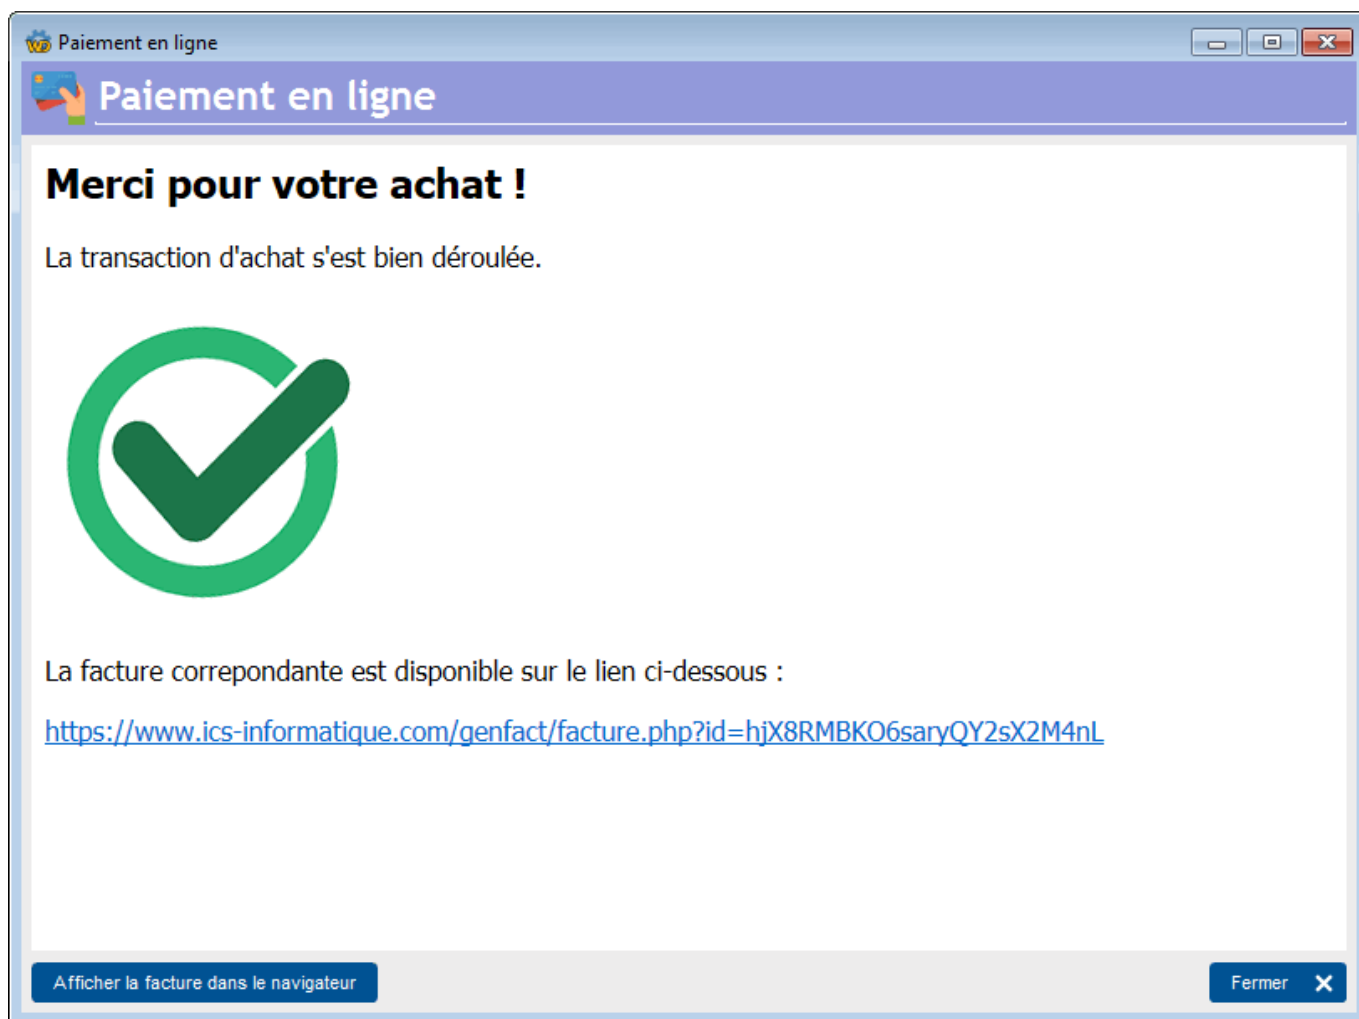 Paiement en ligne
Paiement en ligne
Merci pour votre achat !
La transaction d'achat s'est bien déroulée.
La facture correpondante est disponible sur le lien ci-dessous :
https://www.ics-informatique.com/genfact/facture.php?id=hjX8RMBKO6saryQY2sX2M4nL
Afficher la facture dans le navigateur
Fermer